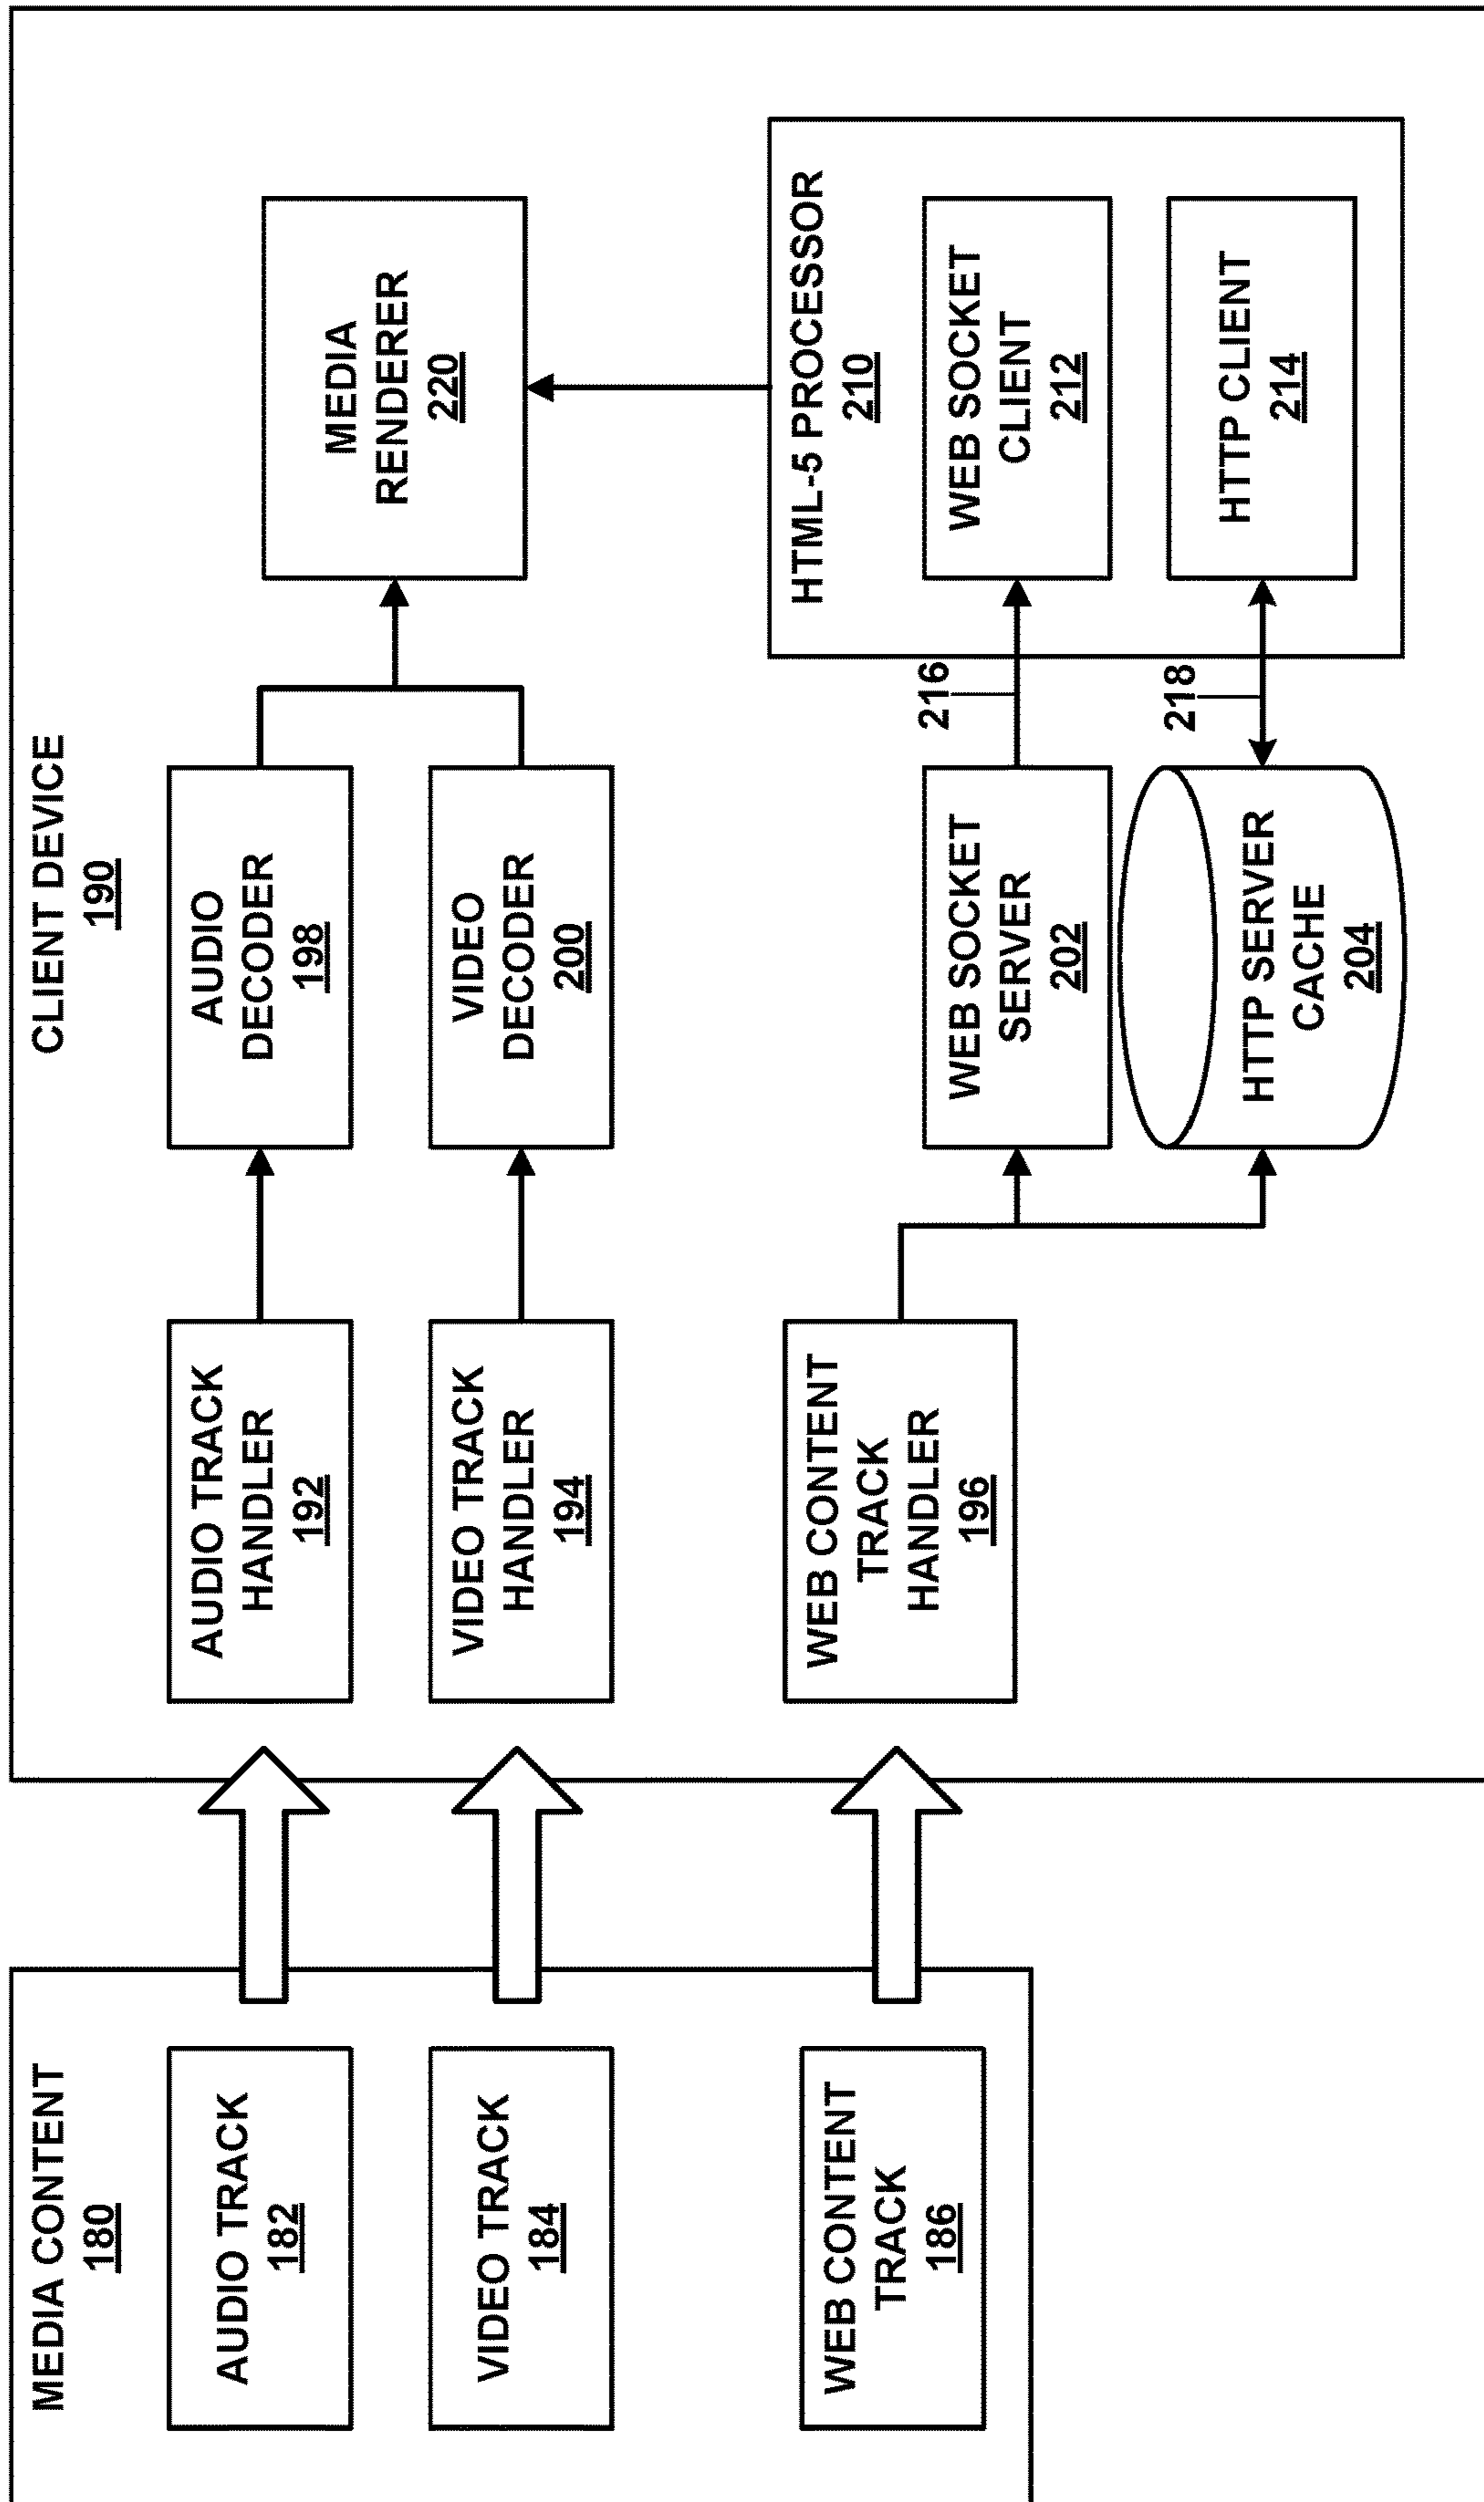 MEDIA CONTENT
180
AUDIO TRACK
182
VIDEO TRACK
184
WEB CONTENT
TRACK
186
CLIENT DEVICE
190
AUDIO TRACK
HANDLER
192
VIDEO TRACK
HANDLER
194
WEB CONTENT
TRACK
HANDLER
196
AUDIO
DECODER
198
VIDEO
DECODER
200
WEB SOCKET
SERVER
202
HTTP SERVER
CACHE
204
216
218
MEDIA
RENDERER
220
HTML-5 PROCESSOR
210
WEB SOCKET
CLIENT
212
HTTP CLIENT
214